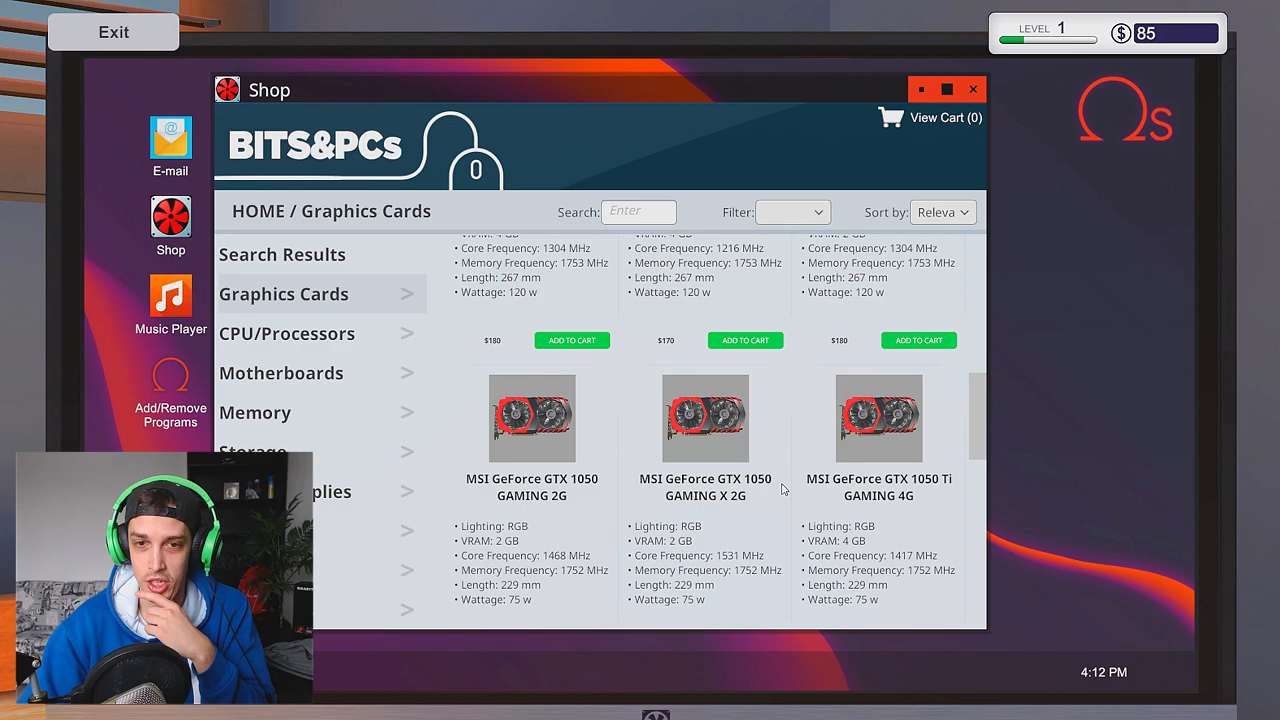 Exit
LEVEL 1
$ 85
Shop
View Cart (0)
BITS&PCs
HOME / Graphics Cards
Search: Enter
Filter:
Sort by: Releva
E-mail
Shop
Music Player
Add/Remove
Programs
Search Results
Graphics Cards >
CPU/Processors >
Motherboards >
Memory >
Storage
plies >
>
>
>
• Core Frequency: 1304 MHz
• Memory Frequency: 1753 MHz
• Length: 267 mm
• Wattage: 120 w
$180 ADD TO CART
• Core Frequency: 1216 MHz
• Memory Frequency: 1753 MHz
• Length: 267 mm
• Wattage: 120 w
$170 ADD TO CART
• Core Frequency: 1304 MHz
• Memory Frequency: 1753 MHz
• Length: 267 mm
• Wattage: 120 w
$180 ADD TO CART
MSI GeForce GTX 1050
GAMING 2G
• Lighting: RGB
• VRAM: 2 GB
• Core Frequency: 1468 MHz
• Memory Frequency: 1752 MHz
• Length: 229 mm
• Wattage: 75 w
MSI GeForce GTX 1050
GAMING X 2G
• Lighting: RGB
• VRAM: 2 GB
• Core Frequency: 1531 MHz
• Memory Frequency: 1752 MHz
• Length: 229 mm
• Wattage: 75 w
MSI GeForce GTX 1050 Ti
GAMING 4G
• Lighting: RGB
• VRAM: 4 GB
• Core Frequency: 1417 MHz
• Memory Frequency: 1752 MHz
• Length: 229 mm
• Wattage: 75 w
ΩS
4:12 PM